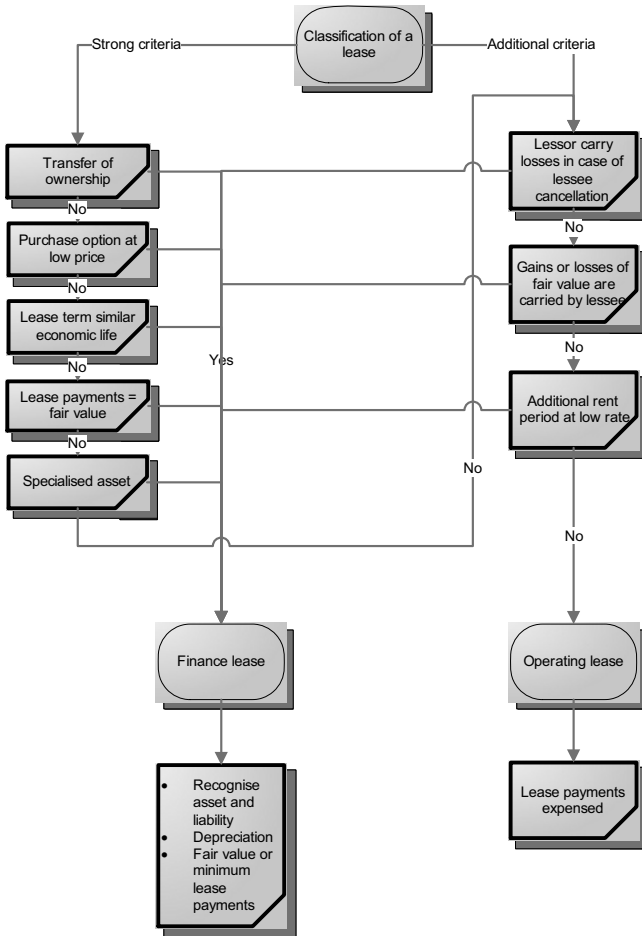 Classification of a
lease
Strong criteria
Additional criteria
Transfer of
ownership
No
Purchase option at
low price
No
Lease term similar
economic life
No
Lease payments =
fair value
No
Specialised asset
Yes
No
Lessor carry
losses in case of
lessee
cancellation
No
Gains or losses of
fair value are
carried by lessee
No
Additional rent
period at low rate
No
Finance lease
Operating lease
• Recognise
asset and
liability
• Depreciation
• Fair value or
minimum
lease
payments
Lease payments
expensed